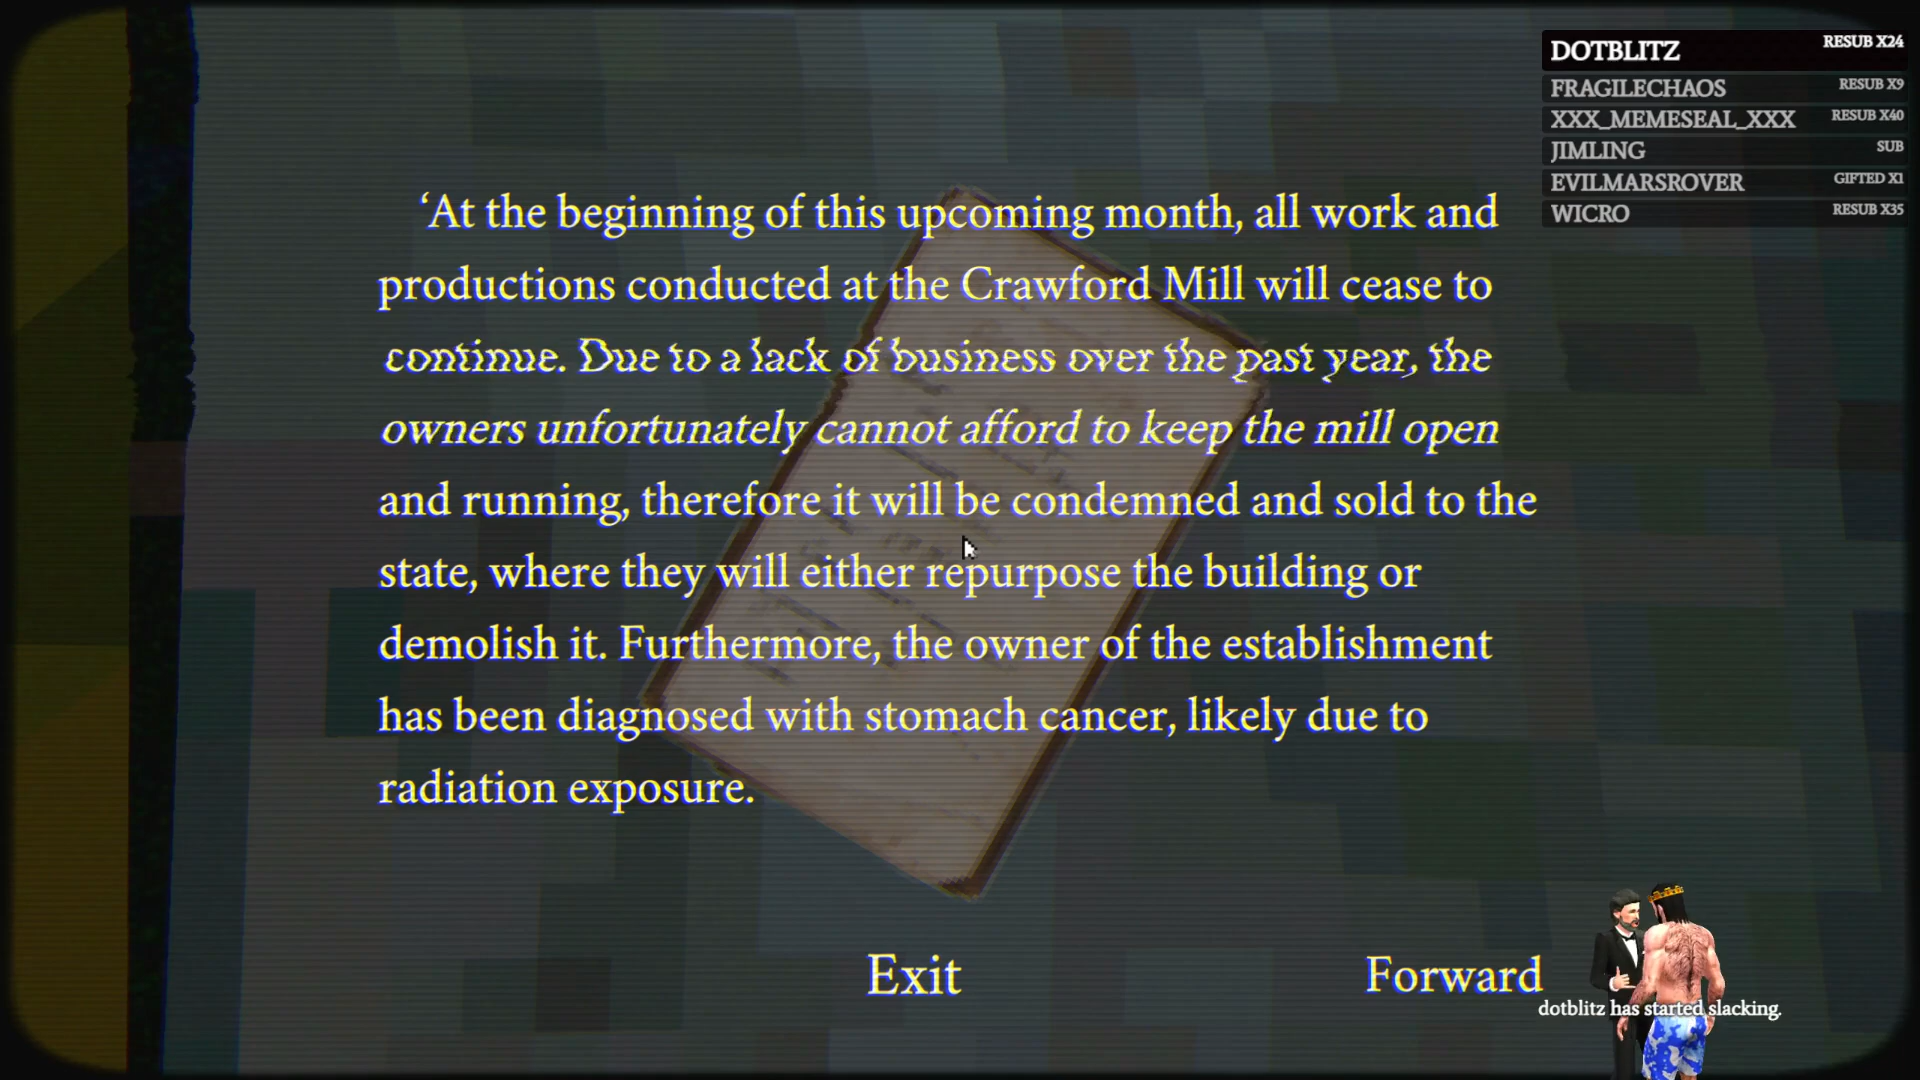 DOTBLITZ RESUB X24
FRAGILECHAOS RESUB X9
XXX_MEMESEAL_XXX RESUB X40
JIMLING SUB
EVILMARSROVER GIFTED X1
WICRO RESUB X35
‘At the beginning of this upcoming month, all work and
productions conducted at the Crawford Mill will cease to
continue. Due to a lack of business over the past year, the
owners unfortunately cannot afford to keep the mill open
and running, therefore it will be condemned and sold to the
state, where they will either repurpose the building or
demolish it. Furthermore, the owner of the establishment
has been diagnosed with stomach cancer, likely due to
radiation exposure.
Exit
Forward
dotblitz has started slacking.